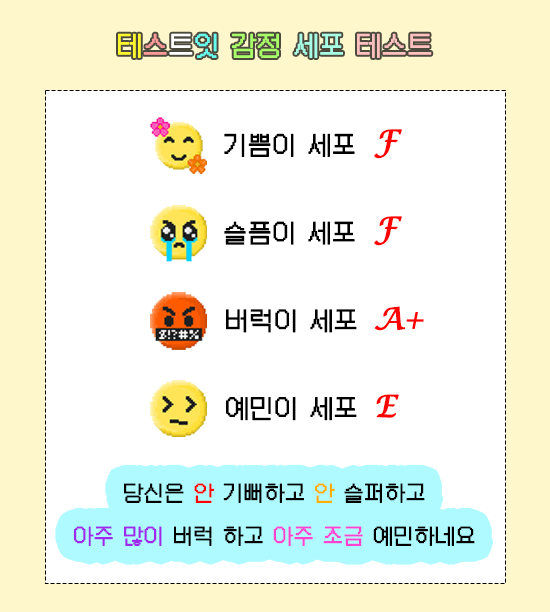 테스트잇 감정 세포 테스트
기쁨이 세포 F
슬픔이 세포 F
$!?#%
버럭이 세포 A+
예민이 세포 E
당신은 안 기뻐하고 안 슬퍼하고
아주 많이 버럭 하고 아주 조금 예민하네요